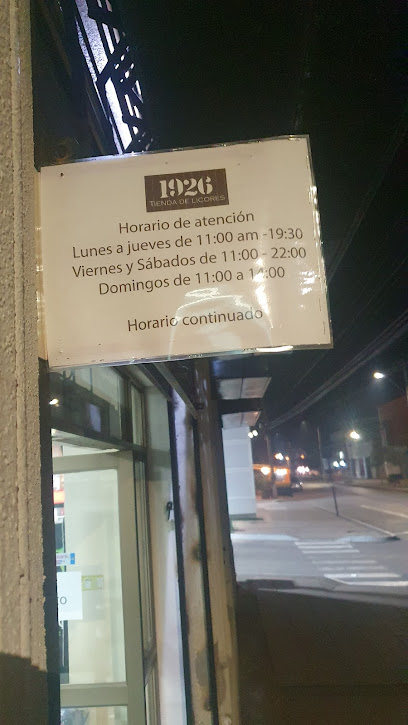 1926
TIENDA DE LICORES
Horario de atención
Lunes a jueves de 11:00 am -19:30
Viernes y Sábados de 11:00 - 22:00
Domingos de 11:00 a 14:00
Horario continuado